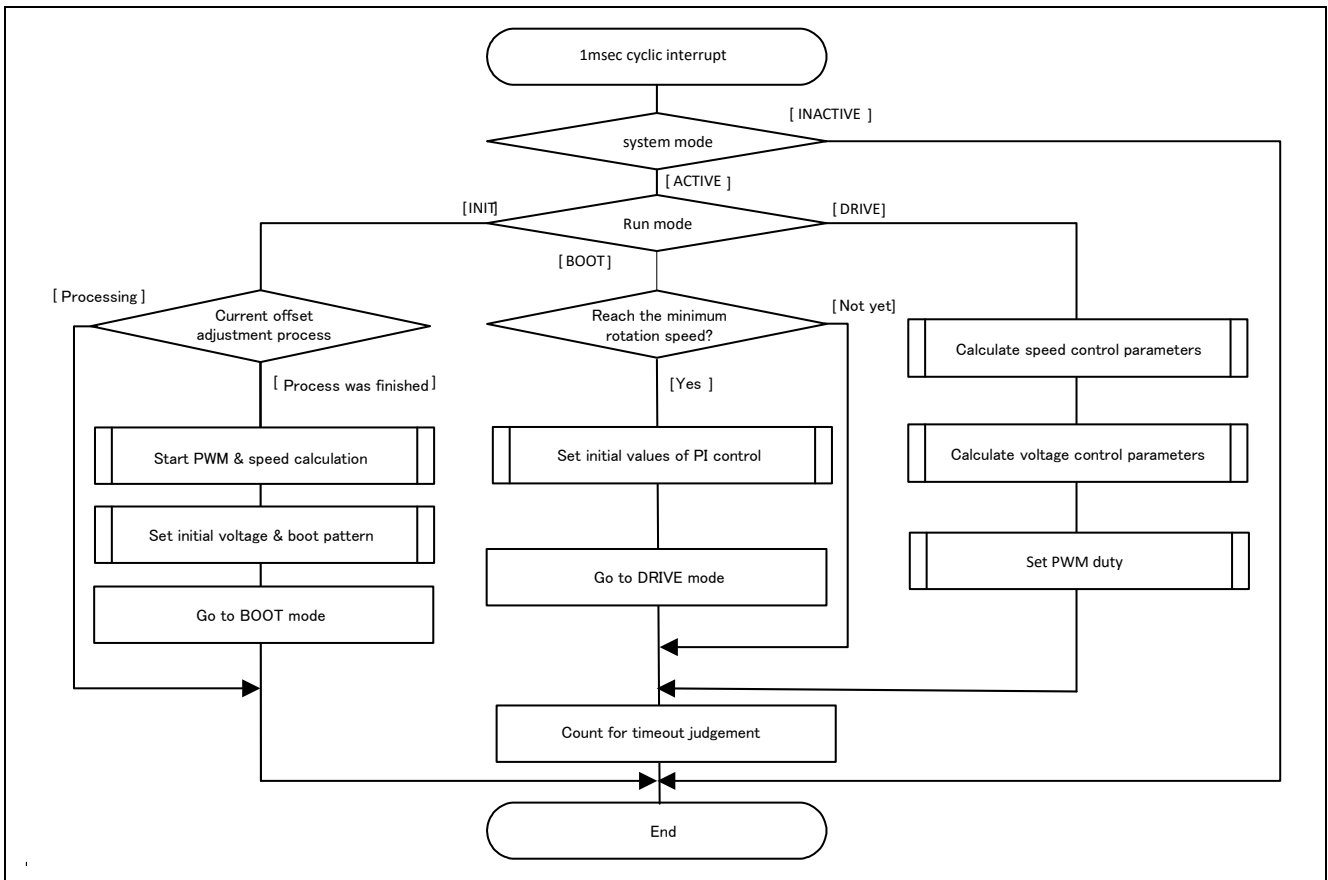 1msec cyclic interrupt
[ INACTIVE ]
system mode
[ ACTIVE ]
[INIT]
Run mode
[DRIVE]
[BOOT]
[ Processing ]
Current offset
adjustment process
Reach the minimum
rotation speed?
[Not yet]
Calculate speed control parameters
[ Process was finished ]
[Yes ]
Start PWM & speed calculation
Set initial values of PI control
Calculate voltage control parameters
Set initial voltage & boot pattern
Set PWM duty
Go to DRIVE mode
Go to BOOT mode
Count for timeout judgement
End